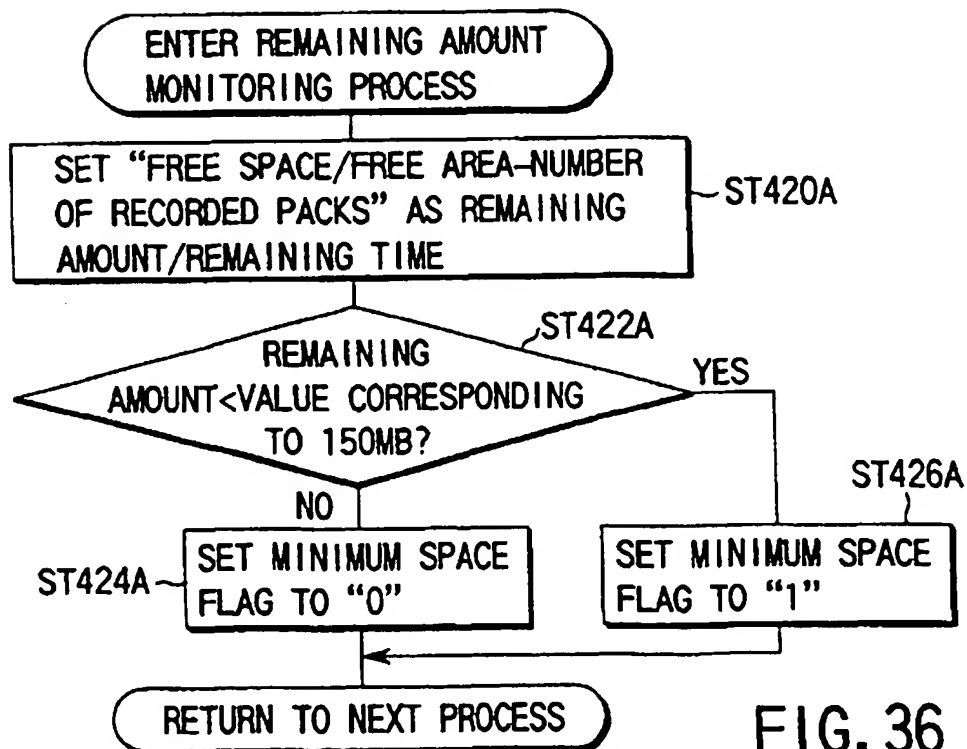 ENTER REMAINING AMOUNT
MONITORING PROCESS
SET “FREE SPACE/FREE AREA–NUMBER
OF RECORDED PACKS” AS REMAINING
AMOUNT/REMAINING TIME
ST420A
ST422A
REMAINING
AMOUNT<VALUE CORRESPONDING
TO 150MB?
YES
NO
ST426A
ST424A
SET MINIMUM SPACE
FLAG TO “0”
SET MINIMUM SPACE
FLAG TO “1”
RETURN TO NEXT PROCESS
FIG. 36